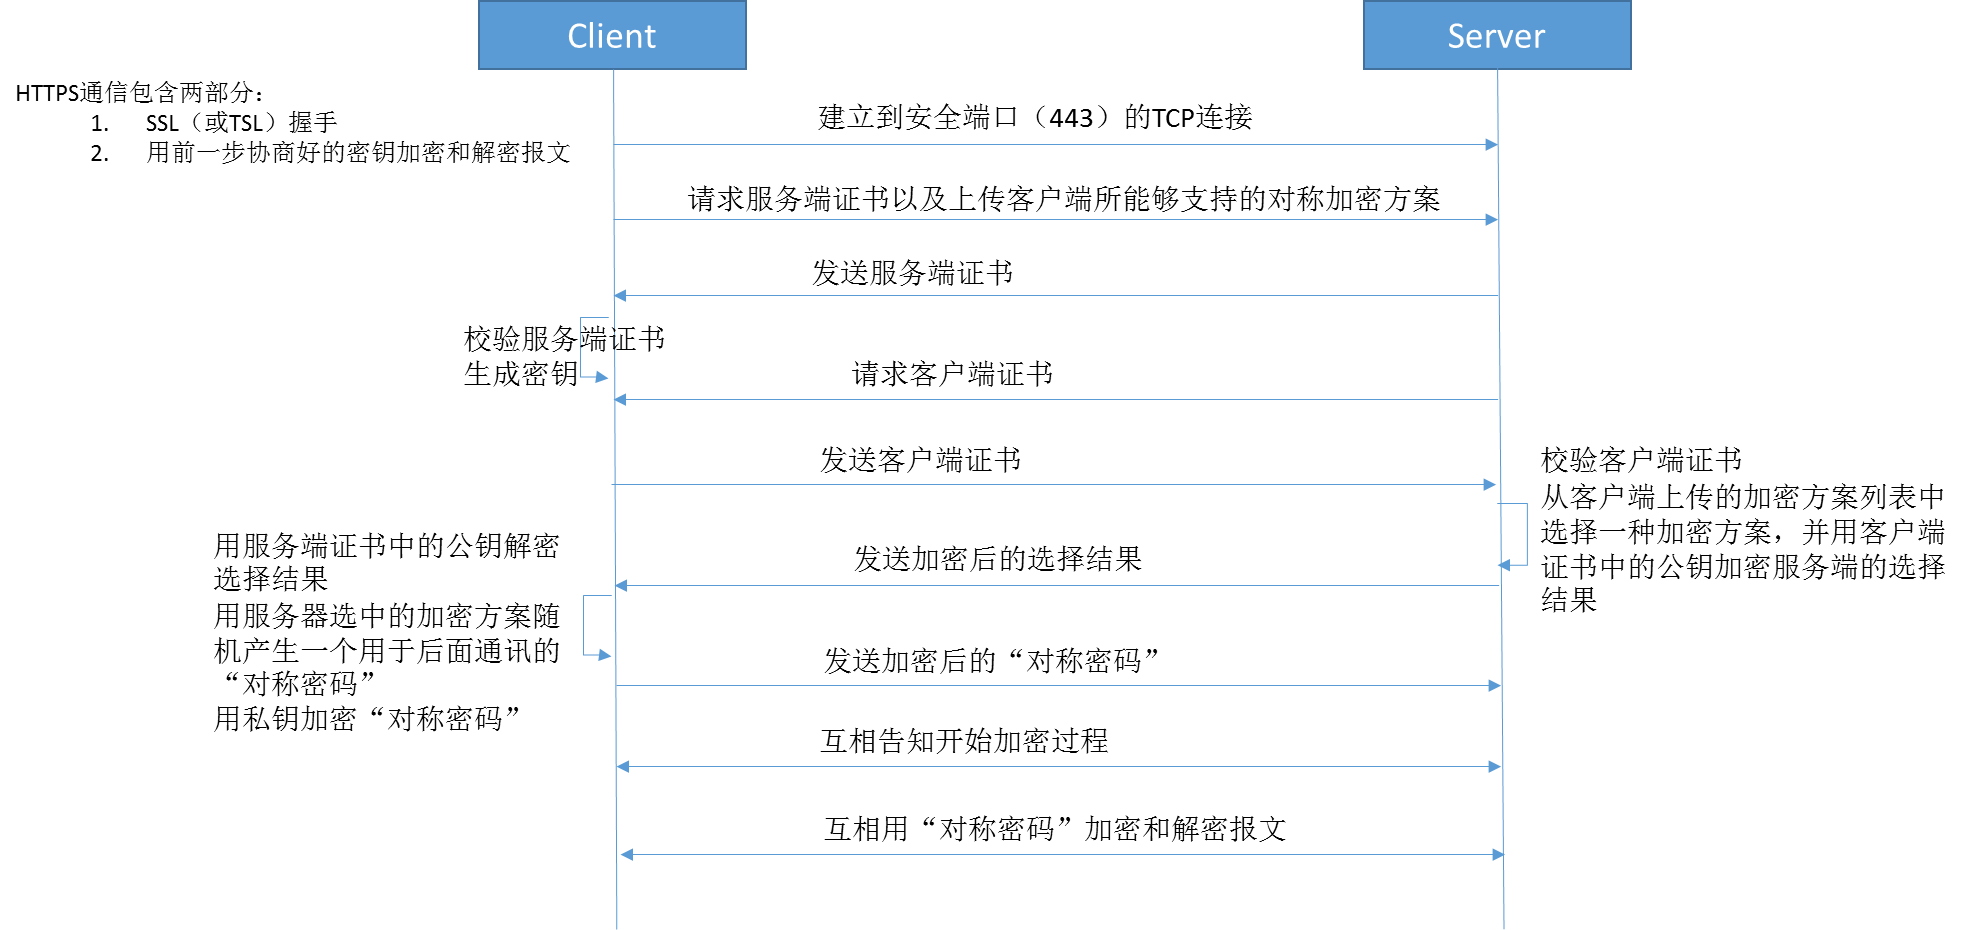 Client
Server
HTTPS通信包含两部分：
1. SSL（或TSL）握手
2. 用前一步协商好的密钥加密和解密报文
建立到安全端口（443）的TCP连接
请求服务端证书以及上传客户端所能够支持的对称加密方案
发送服务端证书
校验服务端证书
生成密钥
请求客户端证书
发送客户端证书
校验客户端证书
从客户端上传的加密方案列表中
选择一种加密方案，并用客户端
证书中的公钥加密服务端的选择
结果
发送加密后的选择结果
用服务端证书中的公钥解密
选择结果
用服务器选中的加密方案随
机产生一个用于后面通讯的
“对称密码”
用私钥加密“对称密码”
发送加密后的“对称密码”
互相告知开始加密过程
互相用“对称密码”加密和解密报文